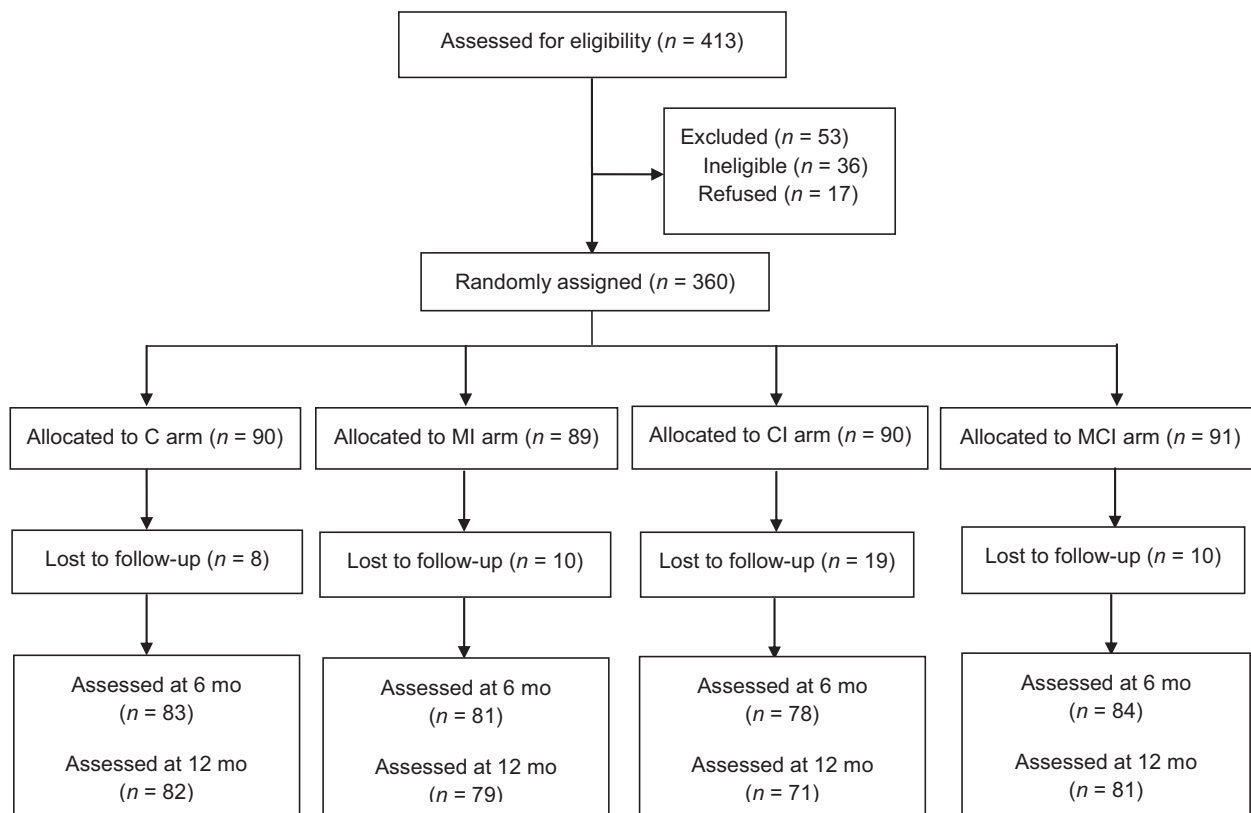 Assessed for eligibility (n = 413)
Excluded (n = 53)
Ineligible (n = 36)
Refused (n = 17)
Randomly assigned (n = 360)
Allocated to C arm (n = 90)
Allocated to MI arm (n = 89)
Allocated to CI arm (n = 90)
Allocated to MCI arm (n = 91)
Lost to follow-up (n = 8)
Lost to follow-up (n = 10)
Lost to follow-up (n = 19)
Lost to follow-up (n = 10)
Assessed at 6 mo
(n = 83)
Assessed at 12 mo
(n = 82)
Assessed at 6 mo
(n = 81)
Assessed at 12 mo
(n = 79)
Assessed at 6 mo
(n = 78)
Assessed at 12 mo
(n = 71)
Assessed at 6 mo
(n = 84)
Assessed at 12 mo
(n = 81)